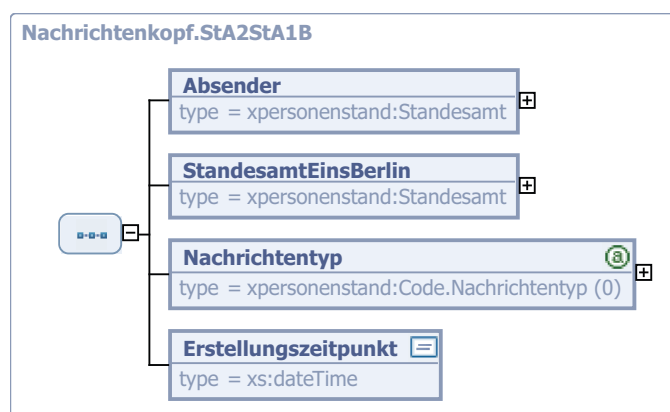 Nachrichtenkopf.StA2StA1B
Absender
type = xpersonenstand:Standesamt
StandesamtEinsBerlin
type = xpersonenstand:Standesamt
Nachrichtentyp
type = xpersonenstand:Code.Nachrichtentyp (0)
Erstellungszeitpunkt
type = xs:dateTime